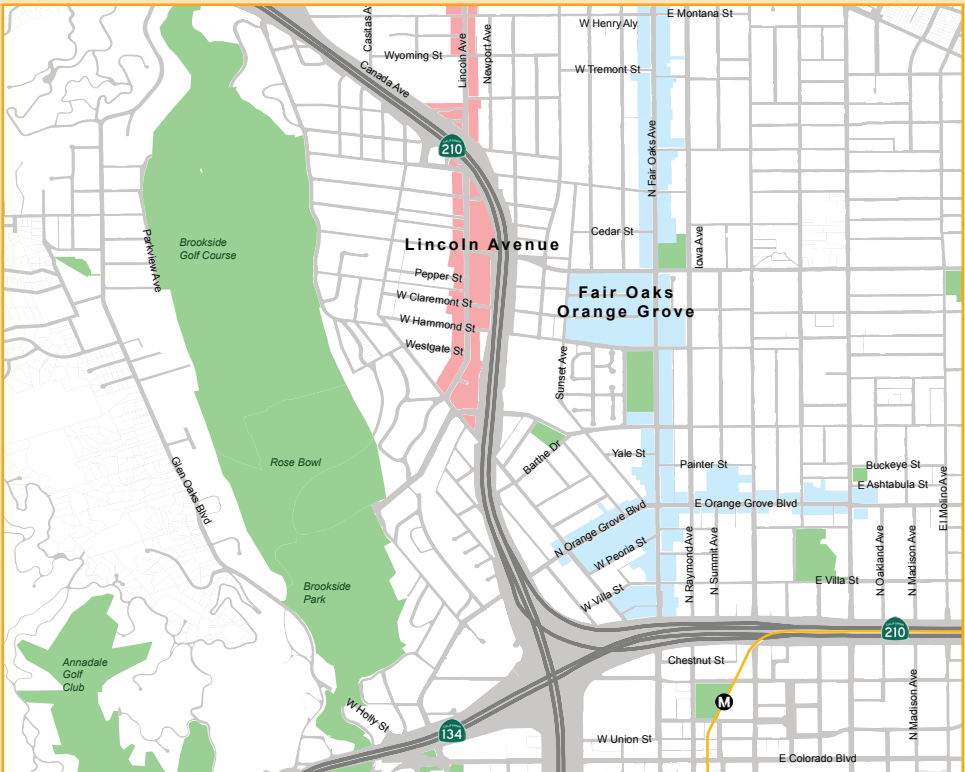 E Montana St
W Henry Aly
Casitas A
Lincoln Ave
Newport Ave
Wyoming St
Canada Ave
W Tremont St
CALIFORNIA
210
N Fair Oaks Ave
Cedar St
Iowa Ave
Parkview Ave
Brookside
Golf Course
Lincoln Avenue
Pepper St
W Claremont St
W Hammond St
Westgate St
Fair Oaks
Orange Grove
Sunset Ave
Barthe Dr
Yale St
Painter St
Buckeye St
E Ashtabula St
El Molino Ave
Rose Bowl
Glen Oaks Blvd
E Orange Grove Blvd
N Orange Grove Blvd
W Peoria St
N Raymond Ave
N Summit Ave
N Oakland Ave
N Madison Ave
E Villa St
W Villa St
Brookside
Park
CALIFORNIA
210
Annadale
Golf
Club
Chestnut St
M
N Madison Ave
W Holly St
CALIFORNIA
134
W Union St
E Colorado Blvd